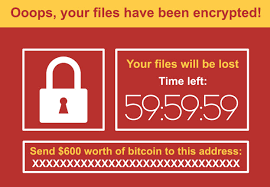 Ooops, your files have been encrypted!
Your files will be lost
Time left:
59:59:59
Send $600 worth of bitcoin to this address:
XXXXXXXXXXXXXXXXXXXXXXXXXXXXXX